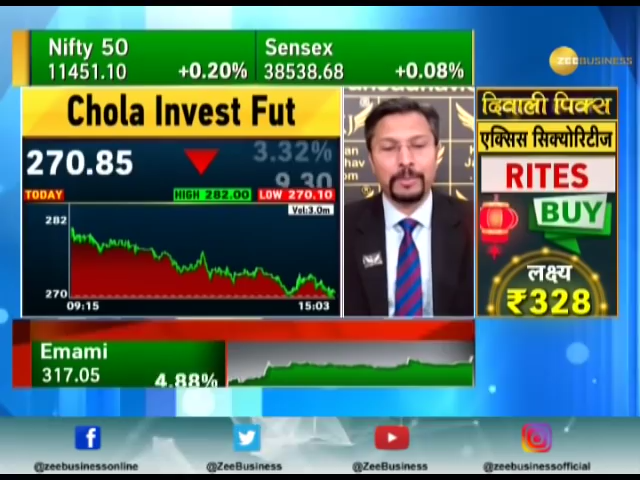 Nifty 50
11451.10 +0.20%
Sensex
38538.68 +0.08%
ZEE BUSINESS
Chola Invest Fut
270.85
3.32%
9.30
TODAY HIGH 282.00 LOW 270.10
Vol:3.0m
282
270
09:15 15:03
दिवाली पिक्स
एक्सिस सिक्योरिटीज
RITES
BUY
लक्ष्य
₹328
Emami
317.05 4.88%
@zeebusinessonline @ZeeBusiness @ZeeBusiness @zeebusinessofficial